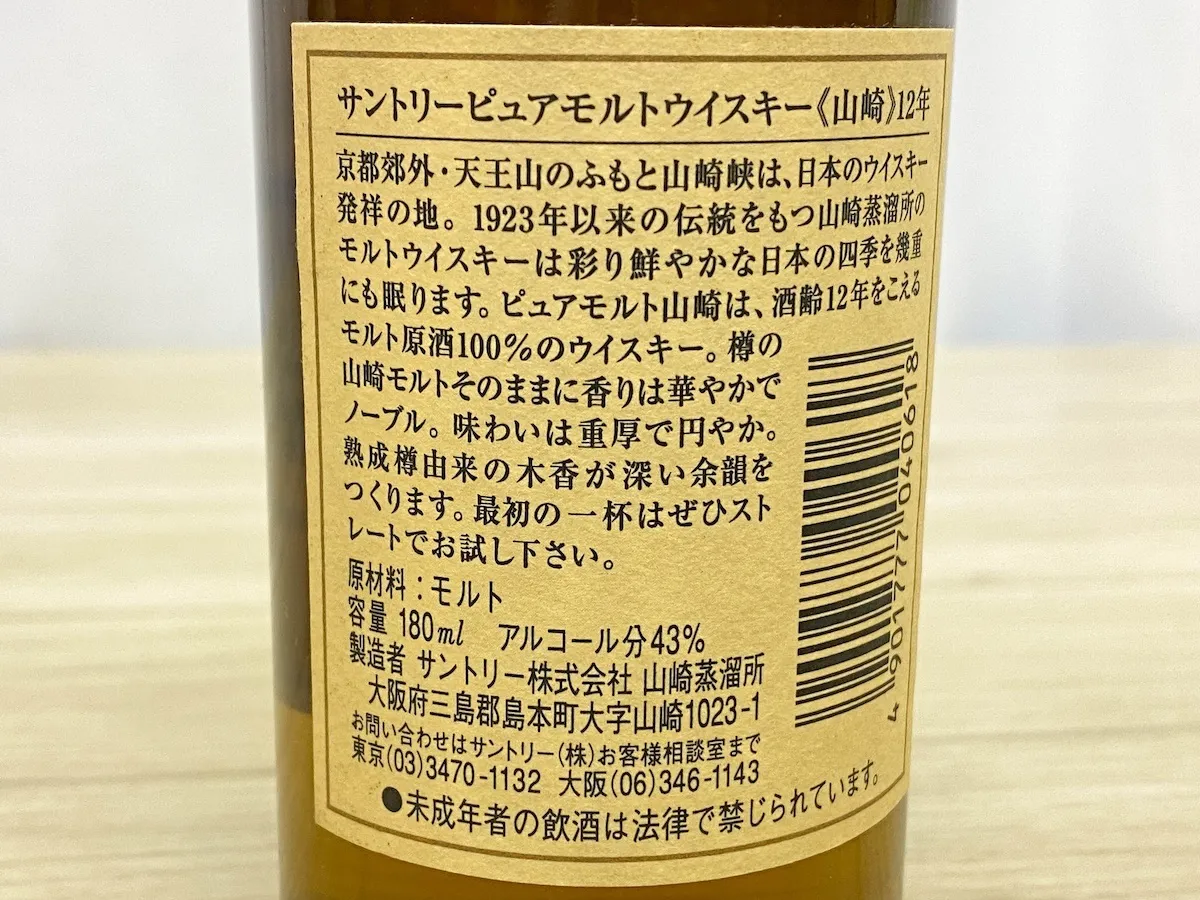 サントリーピュアモルトウイスキー《山崎》12年
京都郊外・天王山のふもと山崎峡は、日本のウイスキー
発祥の地。1923年以来の伝統をもつ山崎蒸溜所の
モルトウイスキーは彩り鮮やかな日本の四季を幾重
にも眠ります。ピュアモルト山崎は、酒齢12年をこえる
モルト原酒100%のウイスキー。樽の
山崎モルトそのままに香りは華やかで
ノーブル。味わいは重厚で円やか。
熟成樽由来の木香が深い余韻を
つくります。最初の一杯はぜひスト
レートでお試し下さい。
原材料：モルト
容量 180ml アルコール分43%
製造者 サントリー株式会社 山崎蒸溜所
大阪府三島郡島本町大字山崎1023-1
お問い合わせはサントリー(株)お客様相談室まで
東京(03)3470-1132 大阪(06)346-1143
●未成年者の飲酒は法律で禁じられています。
4 901777 040618